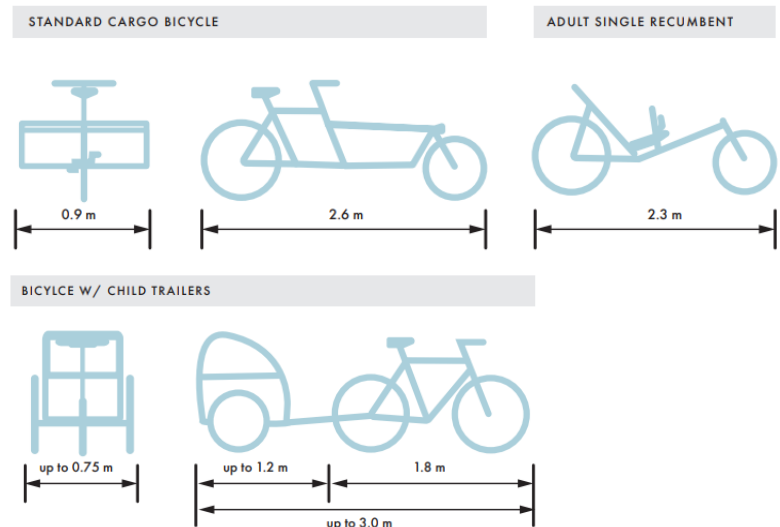 STANDARD CARGO BICYCLE
ADULT SINGLE RECUMBENT
0.9 m
2.6 m
2.3 m
BICYLCE W/ CHILD TRAILERS
up to 0.75 m
up to 1.2 m
1.8 m
up to 3.0 m